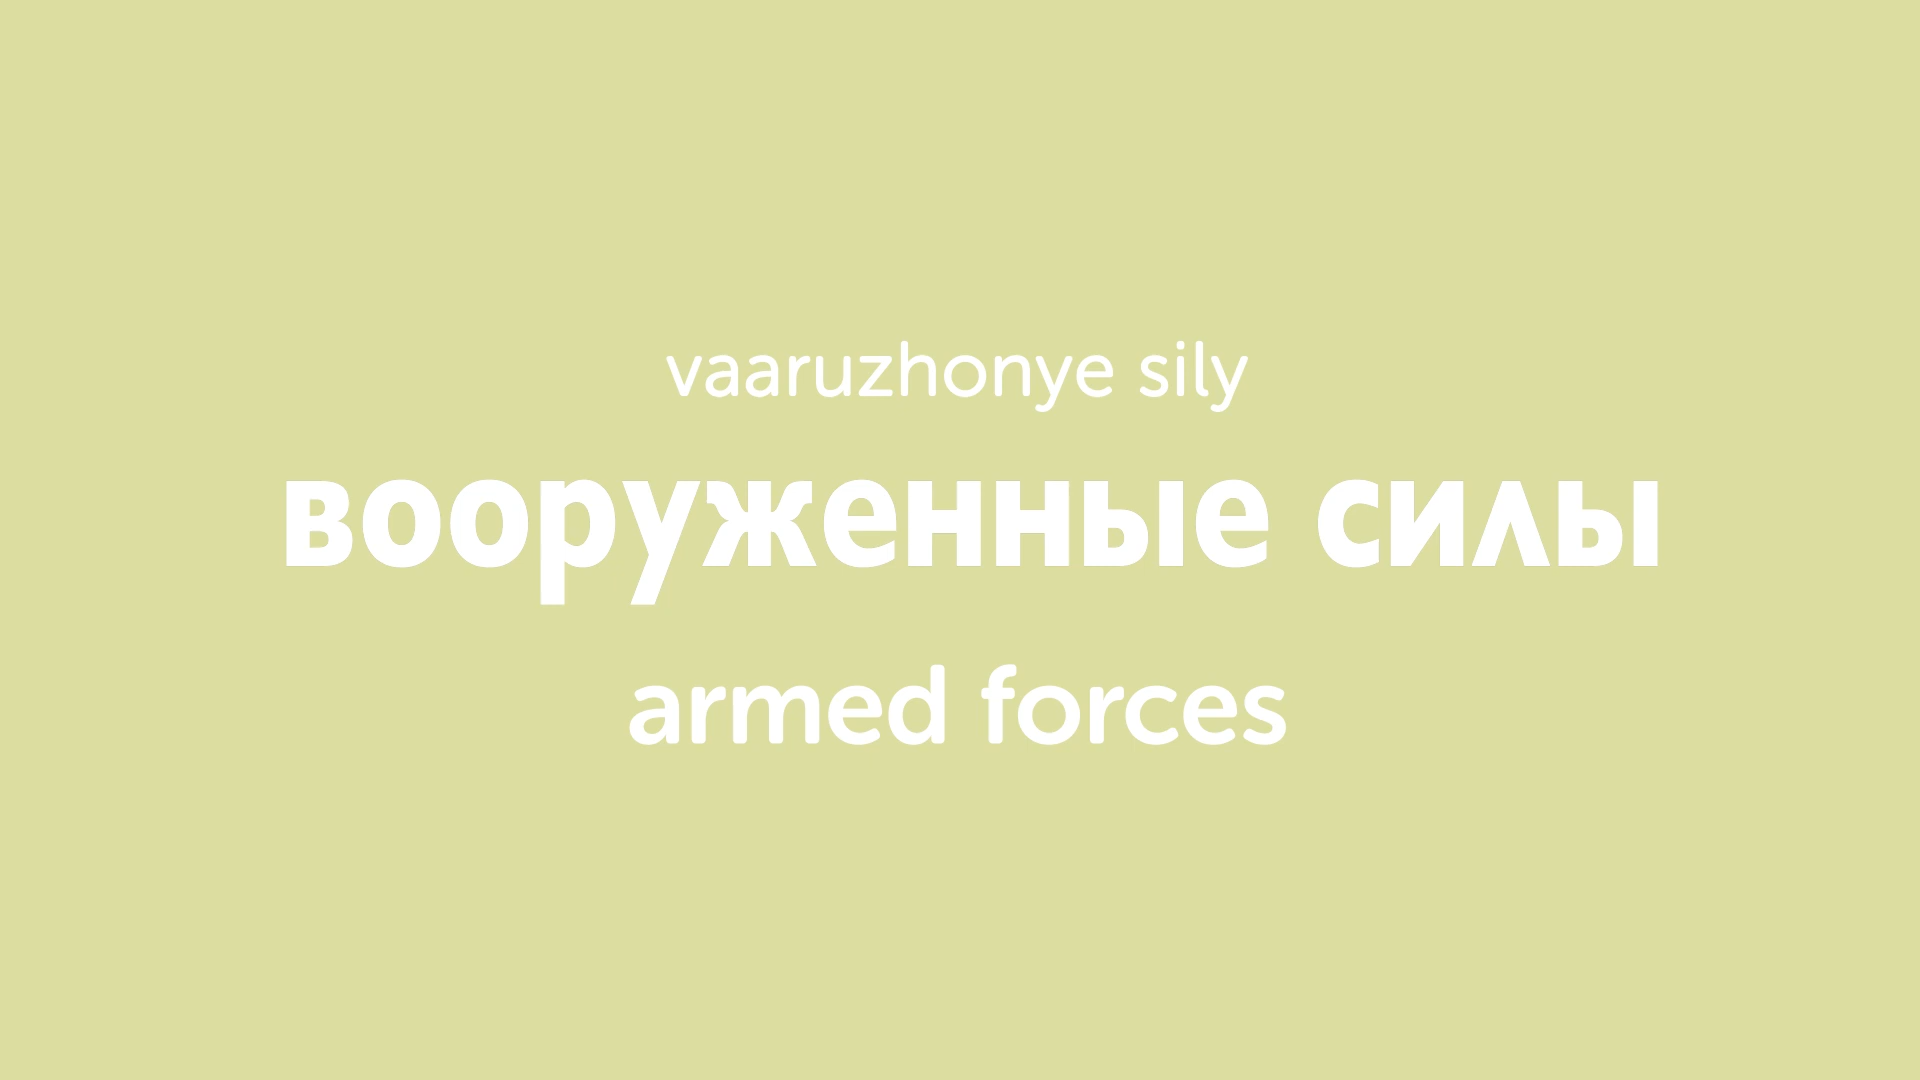 vaaruzhonye sily
вооруженные силы
armed forces